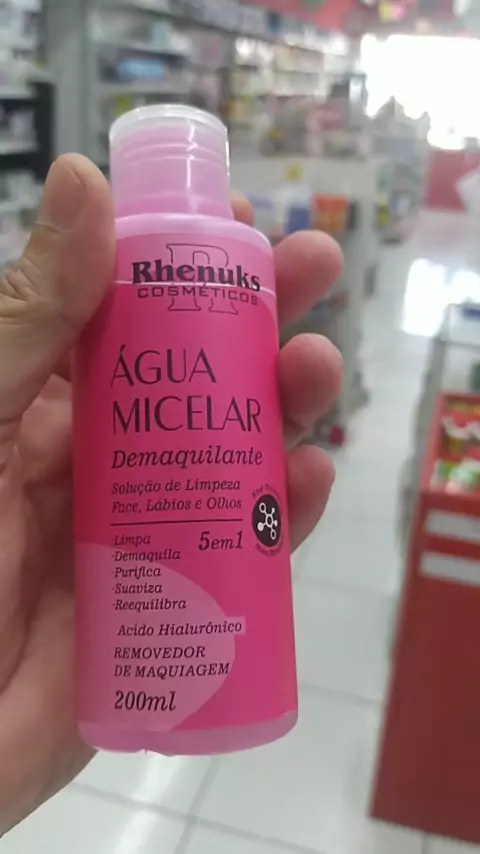 R
Rhenuks
COSMÉTICOS
ÁGUA
MICELAR
Demaquilante
Solução de Limpeza
Face, Lábios e Olhos
5em1
-Limpa
-Demaquila
-Purifica
-Suaviza
-Reequilibra
Acido Hialurônico
REMOVEDOR
DE MAQUIAGEM
200ml